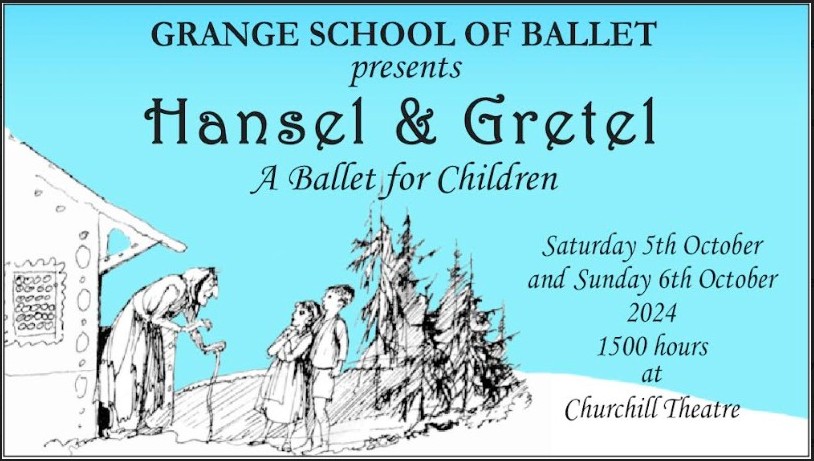 GRANGE SCHOOL OF BALLET
presents
Hansel & Gretel
A Ballet for Children
Saturday 5th October
and Sunday 6th October
2024
1500 hours
at
Churchill Theatre